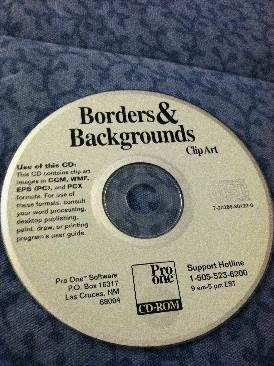 Borders &
Backgrounds
Clip Art
Use of this CD:
This CD contains clip art
images in CGM, WMF,
EPS (PC), and PCX
formats. For use of
these formats, consult
your word processing,
desktop publishing,
paint, draw, or printing
program's user guide.
Pro One™ Software
P.O. Box 16317
Las Cruces, NM
88004
Pro
one
CD-ROM
Support Hotline
1-505-523-6200
9 am-5 pm EST